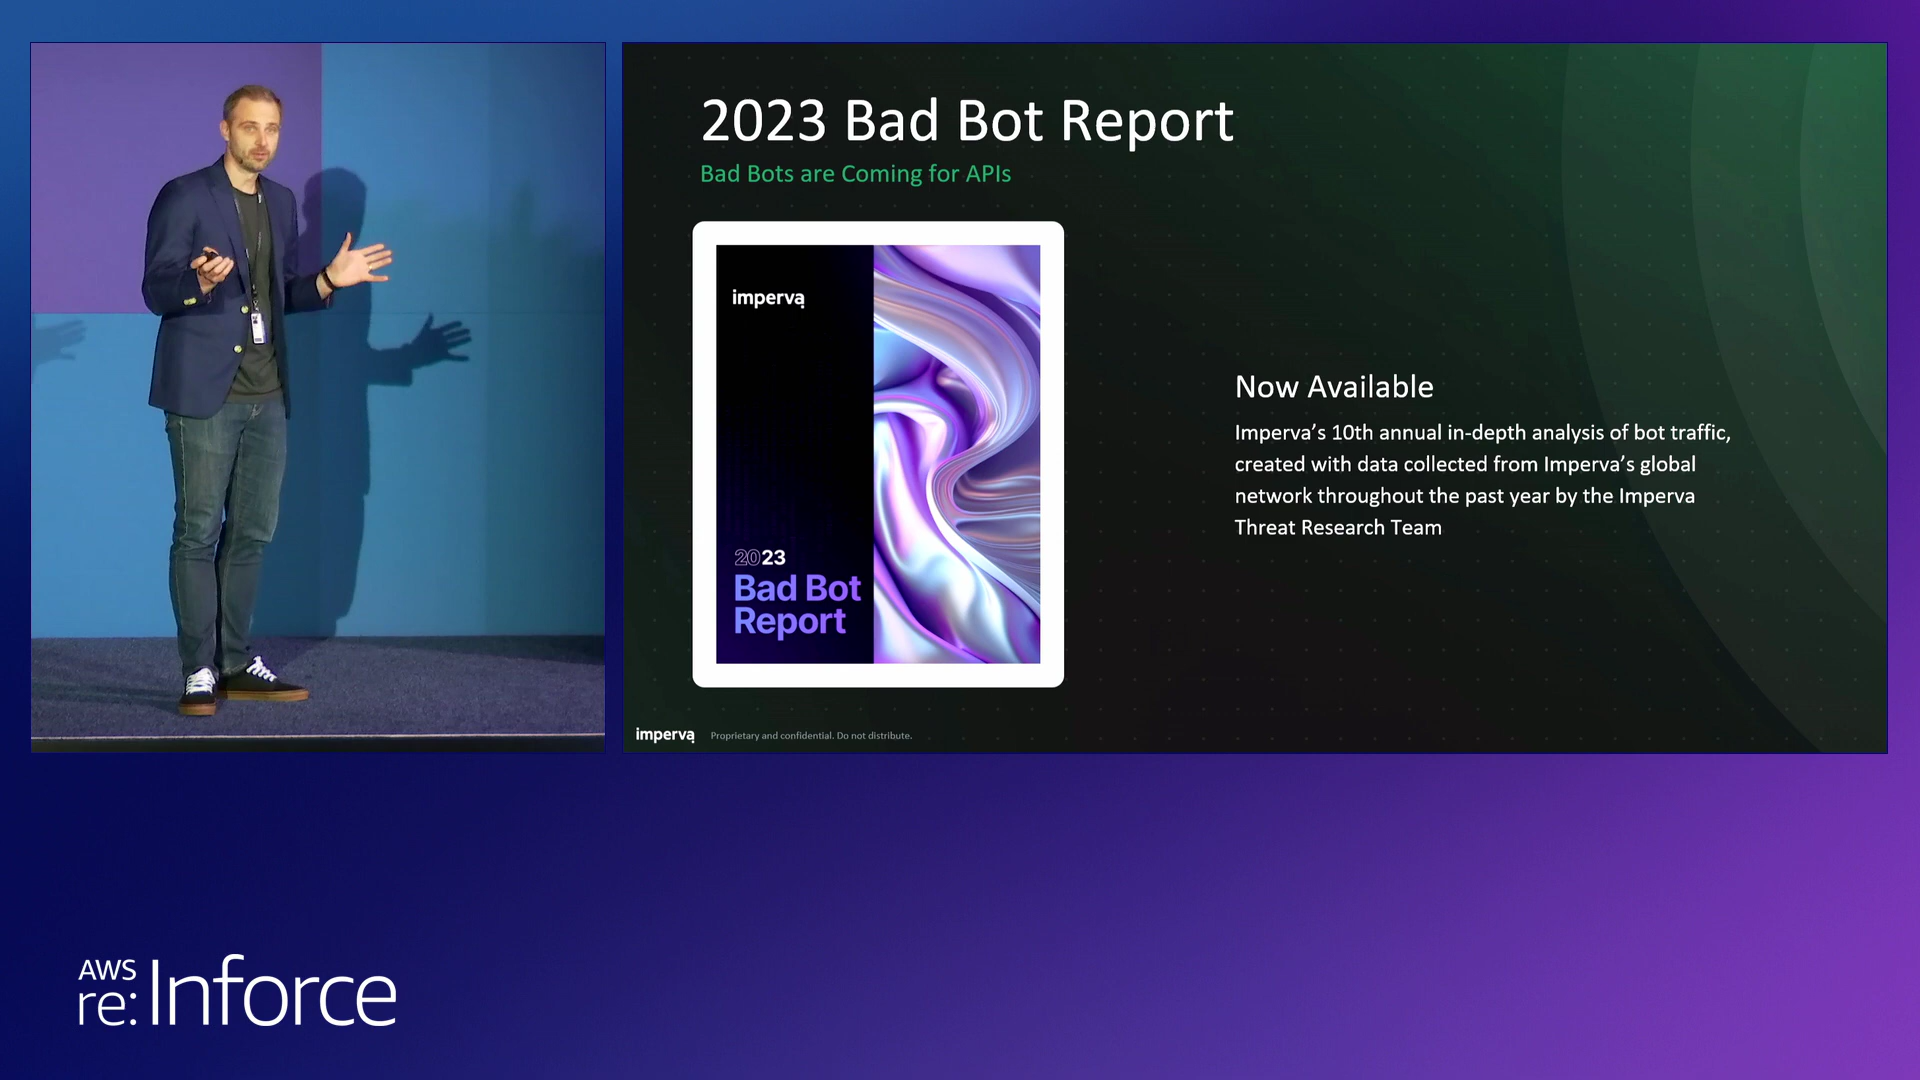 2023 Bad Bot Report
Bad Bots are Coming for APIs
imperva
2023
Bad Bot
Report
Now Available
Imperva’s 10th annual in-depth analysis of bot traffic,
created with data collected from Imperva’s global
network throughout the past year by the Imperva
Threat Research Team
imperva
Proprietary and confidential. Do not distribute.
AWS
re:Inforce